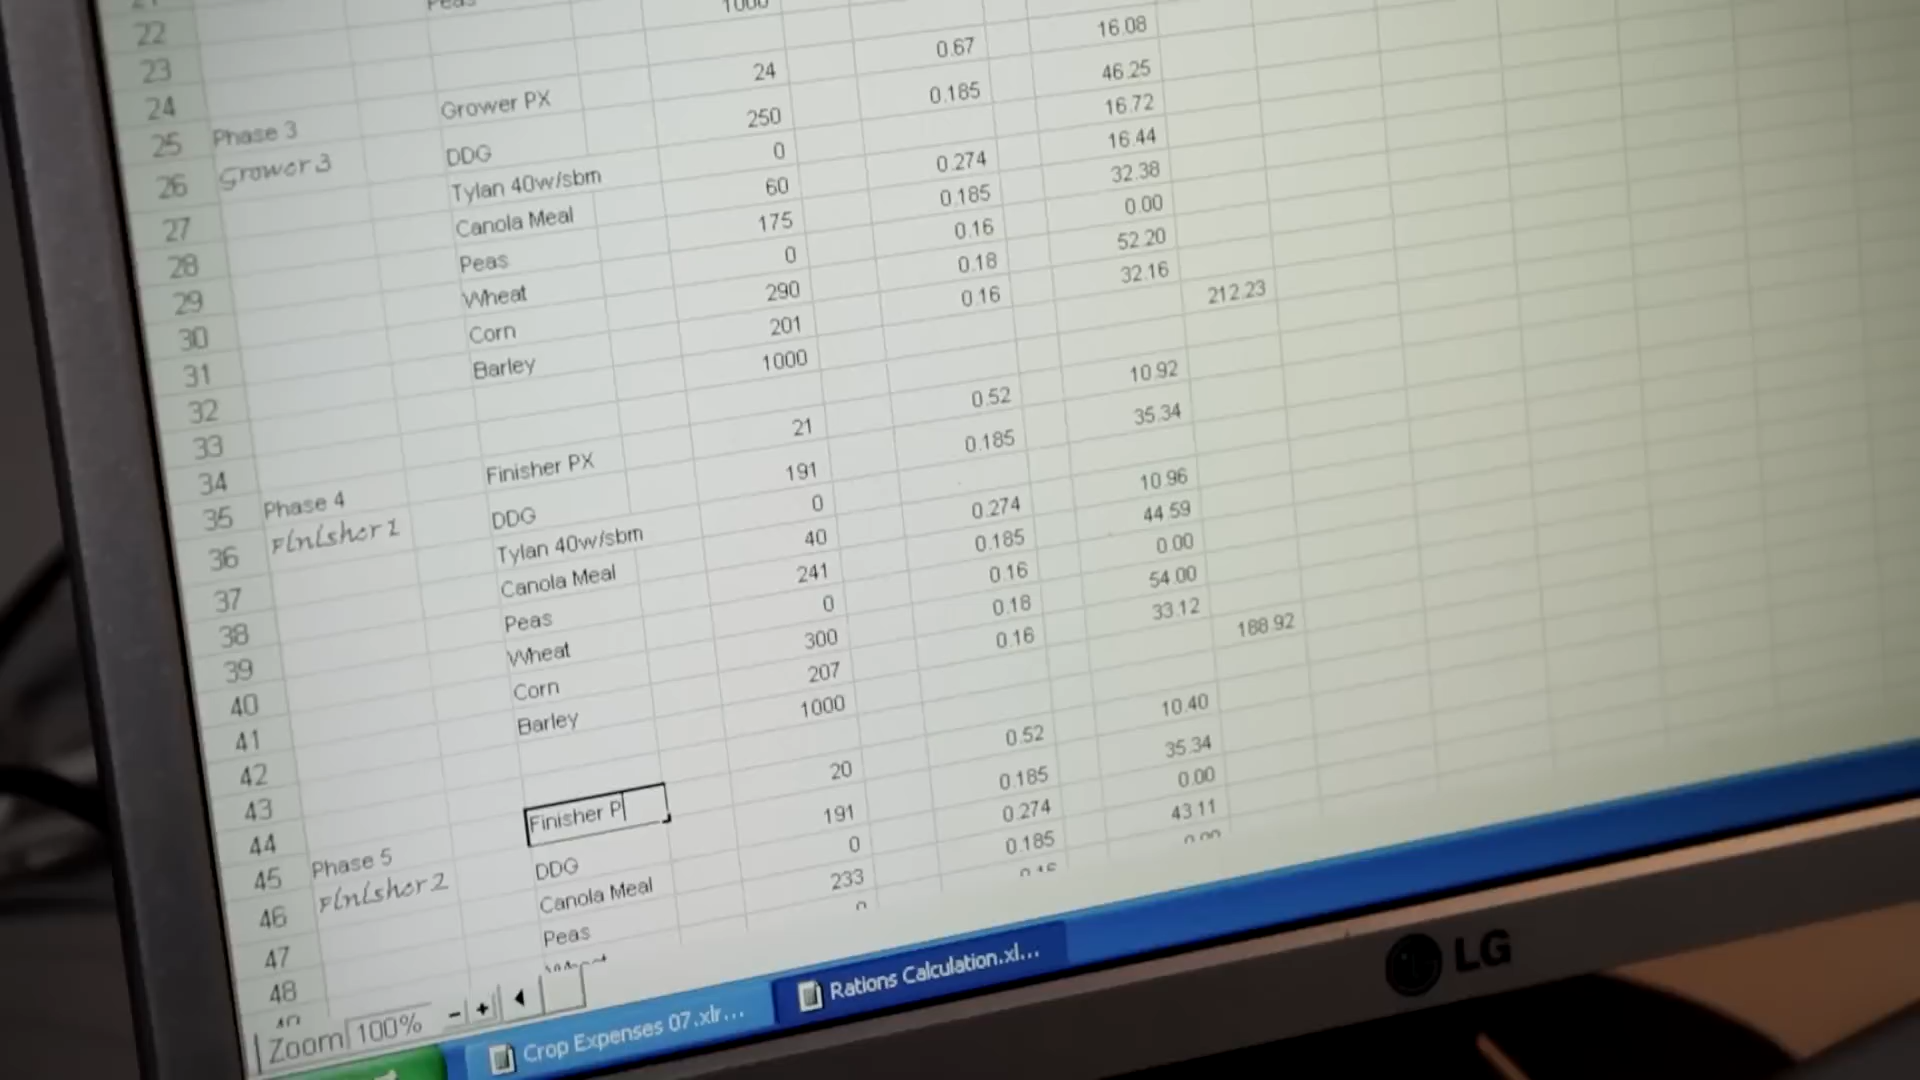 Peas 1000
22
23
24 Grower PX 24 0.67 16.08
25 Phase 3 DDG 250 0.185 46.25
26 Grower 3 Tylan 40w/sbm 0 16.72
27 Canola Meal 60 0.274 16.44
28 Peas 175 0.185 32.38
29 Wheat 0 0.16 0.00
30 Corn 290 0.18 52.20
31 Barley 201 0.16 32.16
32 1000 212.23
33
34 Finisher PX 21 0.52 10.92
35 Phase 4 DDG 191 0.185 35.34
36 Finisher 1 Tylan 40w/sbm 0
37 Canola Meal 40 0.274 10.96
38 Peas 241 0.185 44.59
39 Wheat 0 0.16 0.00
40 Corn 300 0.18 54.00
41 Barley 207 0.16 33.12
42 1000 188.92
43
44 Finisher P 20 0.52 10.40
45 Phase 5 DDG 191 0.185 35.34
46 Finisher 2 Canola Meal 0 0.274 0.00
47 Peas 233 0.185 43.11
48
Zoom 100% - +
Crop Expenses 07.xlr...
Rations Calculation.xl...
LG